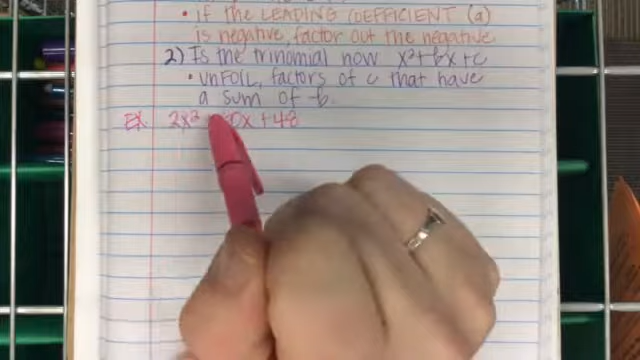 • if the LEADING COEFFICIENT (a)
is negative, factor out the negative
2) Is the trinomial now x²+bx+c
• unFOIL, factors of c that have
a sum of b.
Ex. 2x² 0x +48